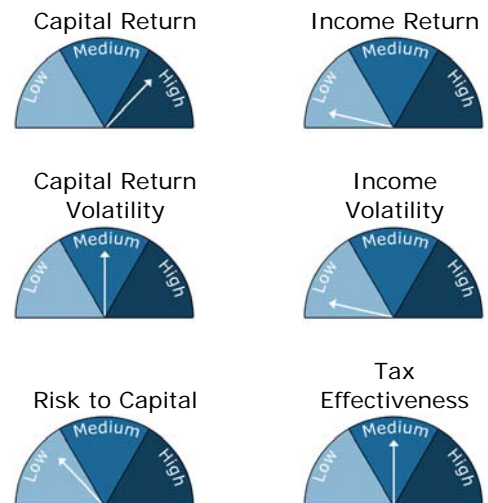 Capital Return
Income Return
Low
Medium
High
Low
Medium
High
Capital Return
Volatility
Income
Volatility
Low
Medium
High
Low
Medium
High
Risk to Capital
Tax
Effectiveness
Low
Medium
High
Low
Medium
High